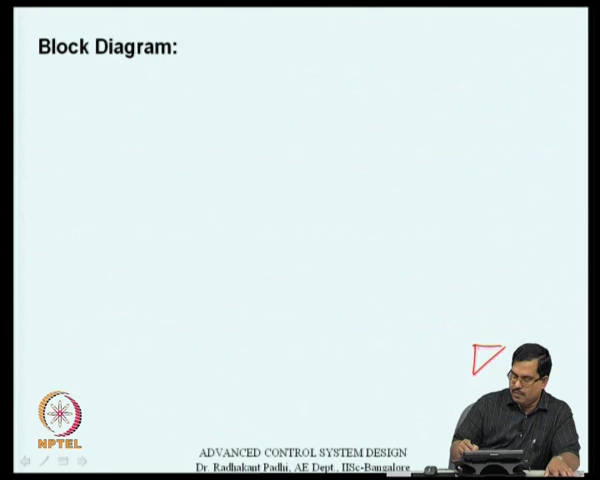 Block Diagram:
NPTEL
ADVANCED CONTROL SYSTEM DESIGN
Dr. Radhakant Padhi, AE Dept., IISc-Bangalore